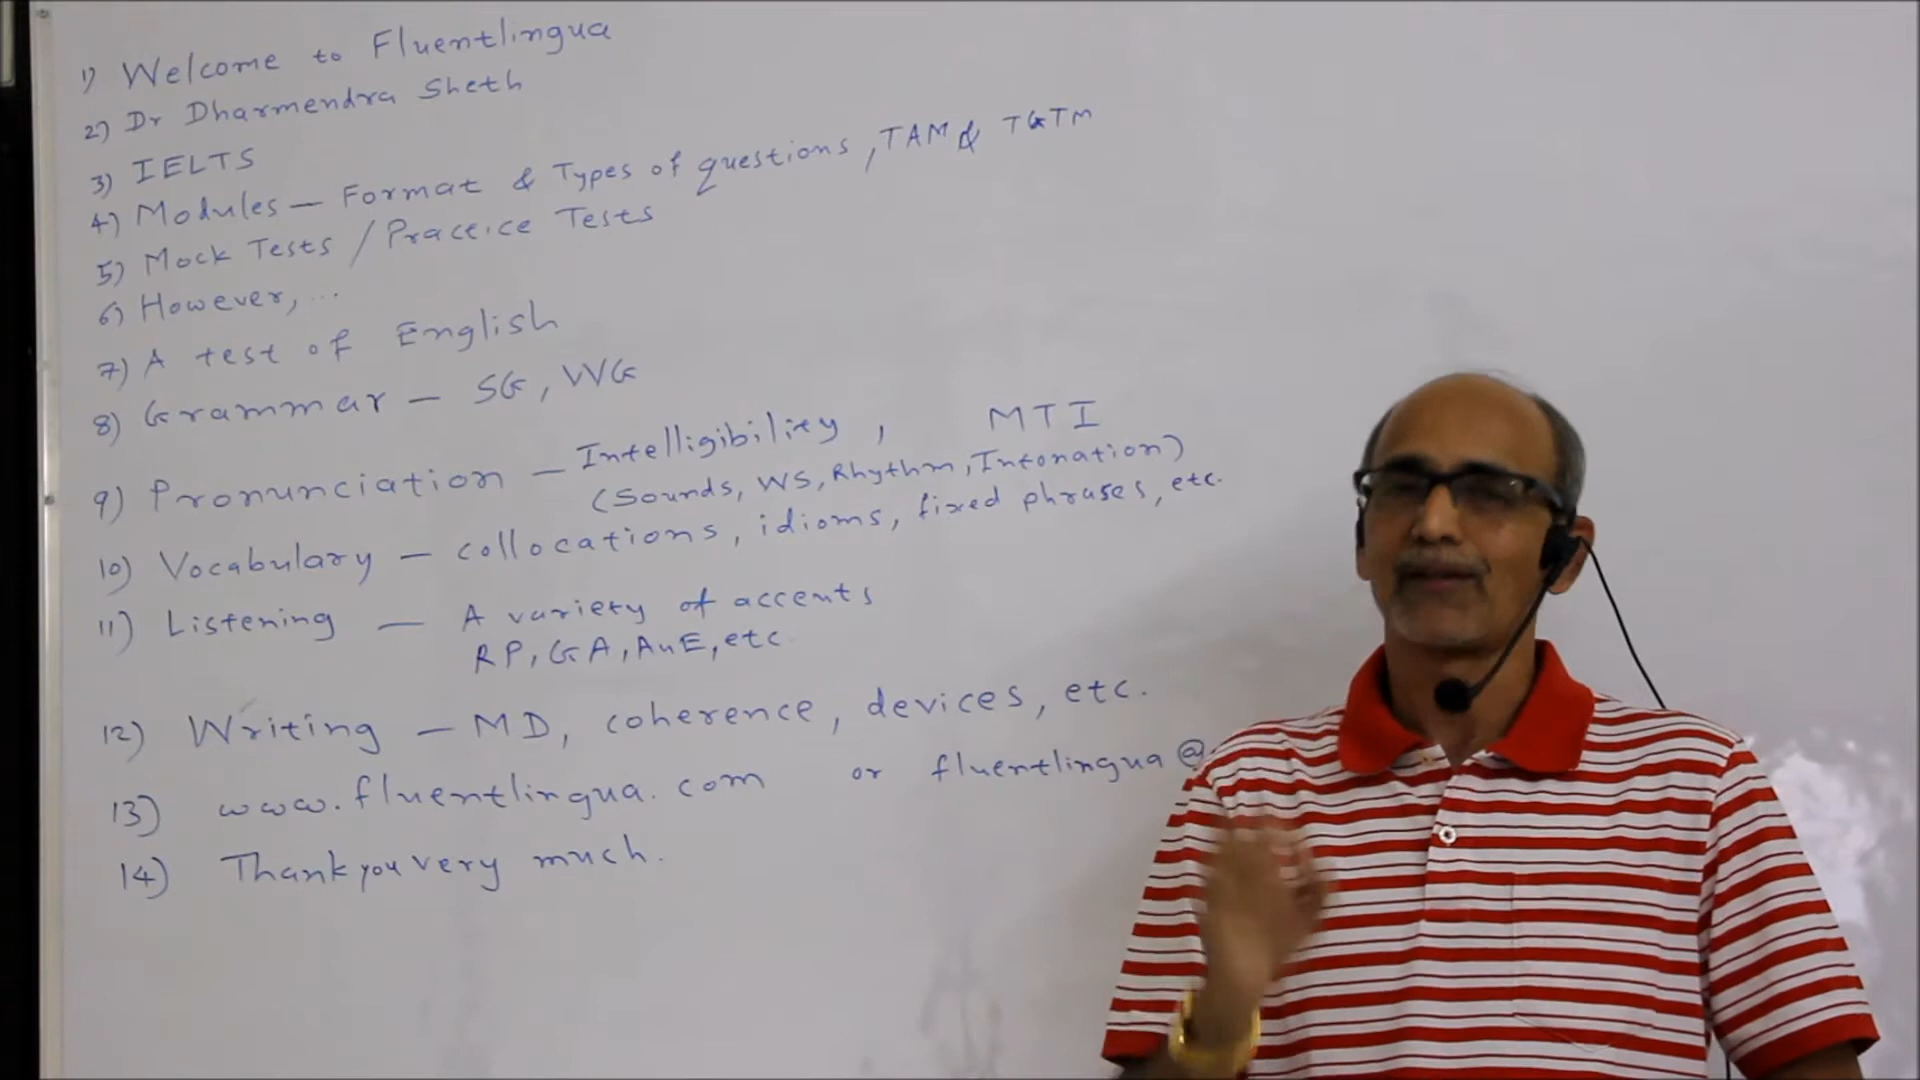 1) Welcome to Fluentlingua
2) Dr Dharmendra Sheth
3) IELTS
4) Modules — Format & Types of questions, TAM & TGTM
5) Mock Tests / Practice Tests
6) However, ...
7) A test of English
8) Grammar — SG, WG
9) Pronunciation — Intelligibility, MTI
(Sounds, WS, Rhythm, Intonation)
10) Vocabulary — collocations, idioms, fixed phrases, etc.
11) Listening — A variety of accents
RP, GA, AuE, etc.
12) Writing — MD, coherence, devices, etc.
13) www.fluentlingua.com or fluentlingua@
14) Thank you very much.